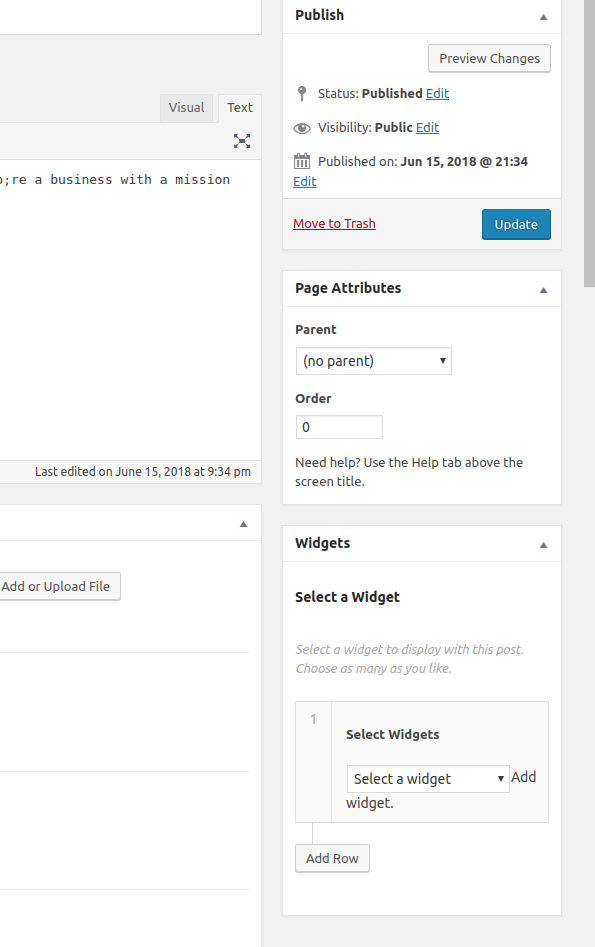 Publish
Preview Changes
Status: Published Edit
Visibility: Public Edit
Published on: Jun 15, 2018 @ 21:34
Edit
Move to Trash
Update
Visual
Text
;re a business with a mission
Last edited on June 15, 2018 at 9:34 pm
Add or Upload File
Page Attributes
Parent
(no parent)
Order
0
Need help? Use the Help tab above the
screen title.
Widgets
Select a Widget
Select a widget to display with this post.
Choose as many as you like.
1
Select Widgets
Select a widget
Add
widget.
Add Row